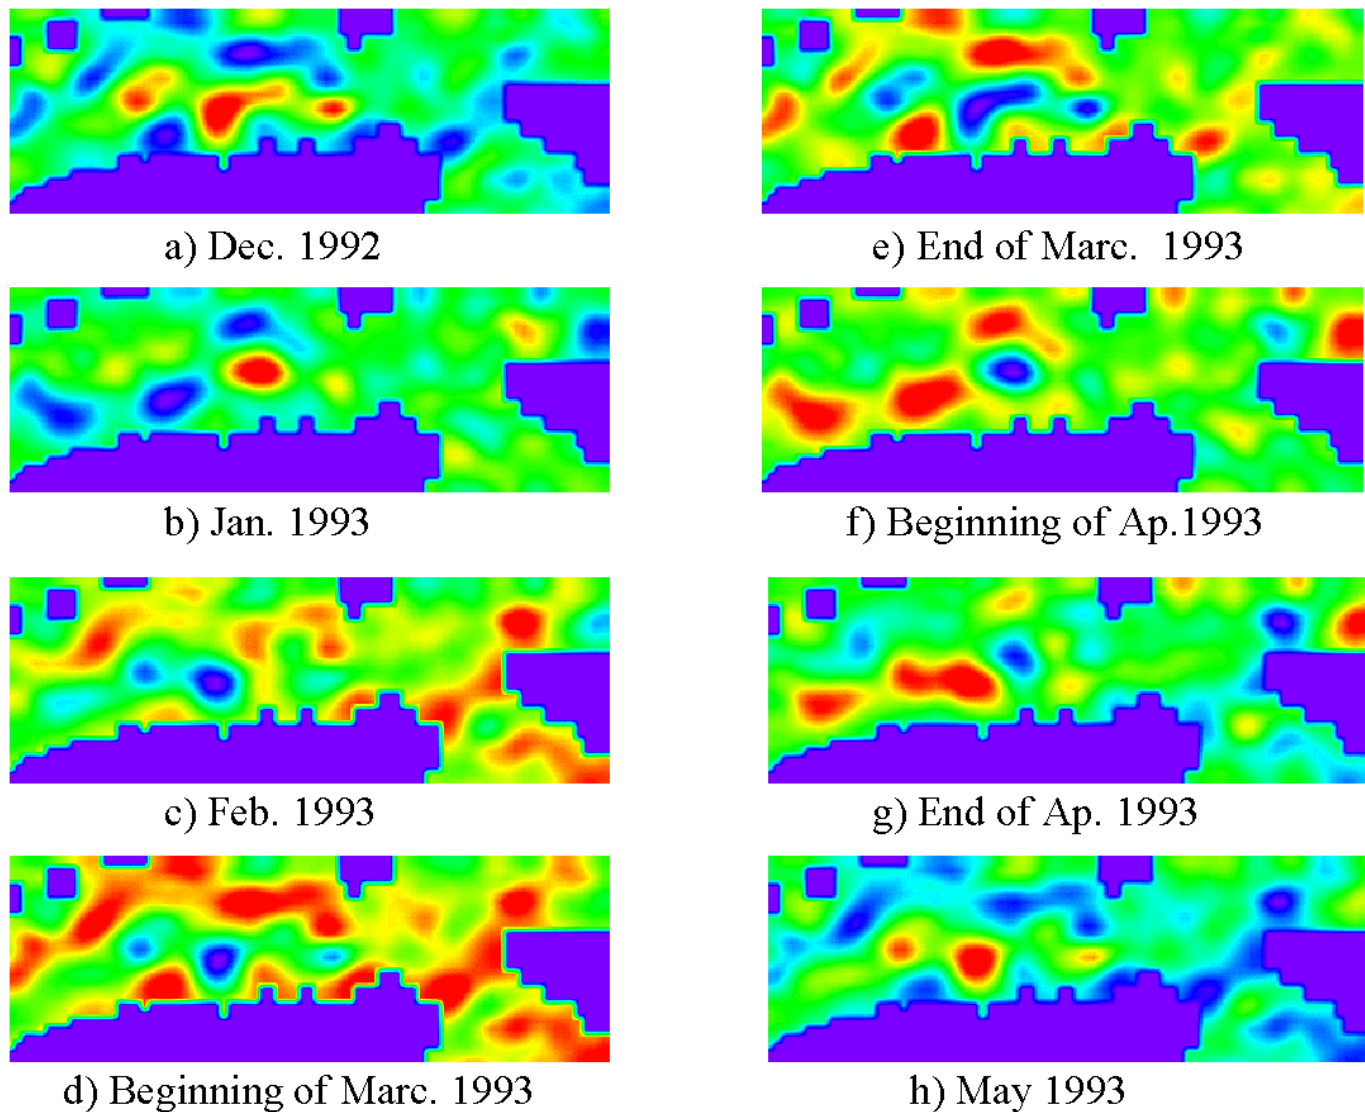 a) Dec. 1992
e) End of Marc. 1993
b) Jan. 1993
f) Beginning of Ap.1993
c) Feb. 1993
g) End of Ap. 1993
d) Beginning of Marc. 1993
h) May 1993